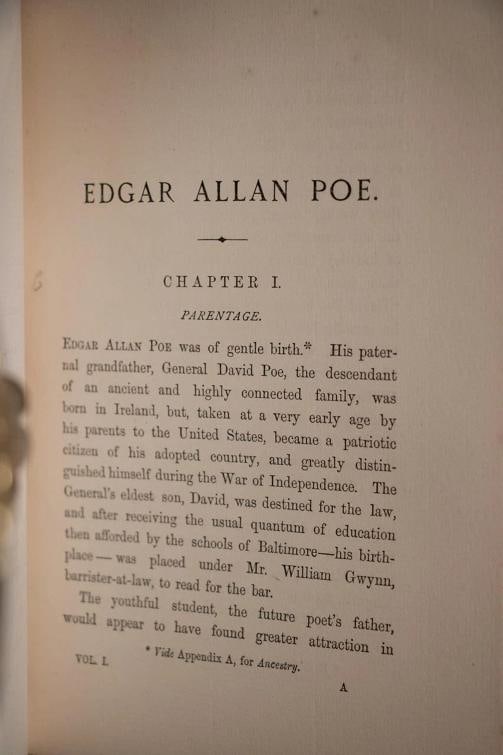 EDGAR ALLAN POE.
CHAPTER I.
PARENTAGE.
EDGAR ALLAN POE was of gentle birth.* His pater-
nal grandfather, General David Poe, the descendant
of an ancient and highly connected family, was
born in Ireland, but, taken at a very early age by
his parents to the United States, became a patriotic
citizen of his adopted country, and greatly distin-
guished himself during the War of Independence. The
General's eldest son, David, was destined for the law,
and after receiving the usual quantum of education
then afforded by the schools of Baltimore—his birth-
place—was placed under Mr. William Gwynn,
barrister-at-law, to read for the bar.
The youthful student, the future poet's father,
would appear to have found greater attraction in
* Vide Appendix A, for Ancestry.
VOL. I.
A